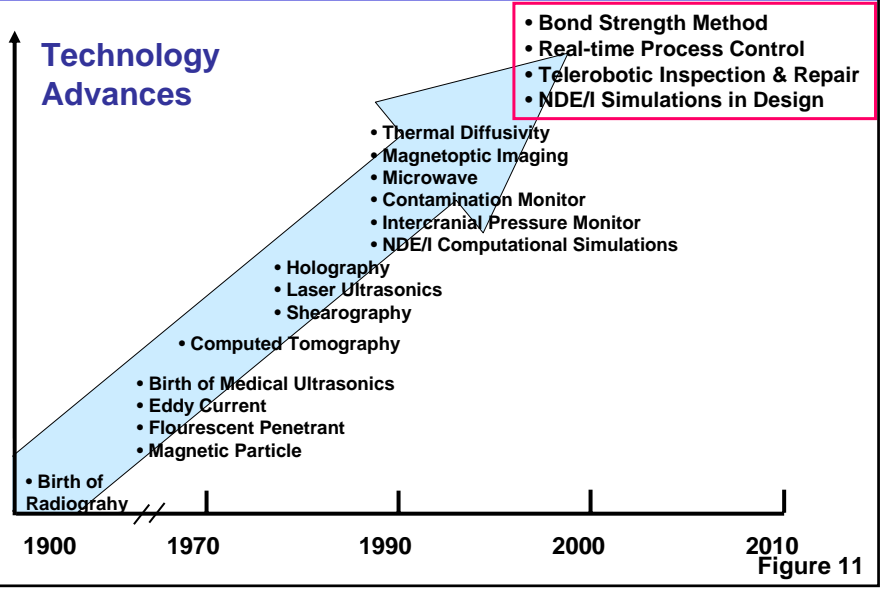 Technology
Advances
• Bond Strength Method
• Real-time Process Control
• Telerobotic Inspection & Repair
• NDE/I Simulations in Design
• Thermal Diffusivity
• Magnetoptic Imaging
• Microwave
• Contamination Monitor
• Intercranial Pressure Monitor
• NDE/I Computational Simulations
• Holography
• Laser Ultrasonics
• Shearography
• Computed Tomography
• Birth of Medical Ultrasonics
• Eddy Current
• Flourescent Penetrant
• Magnetic Particle
• Birth of
Radiograhy
1900 1970 1990 2000 2010
Figure 11